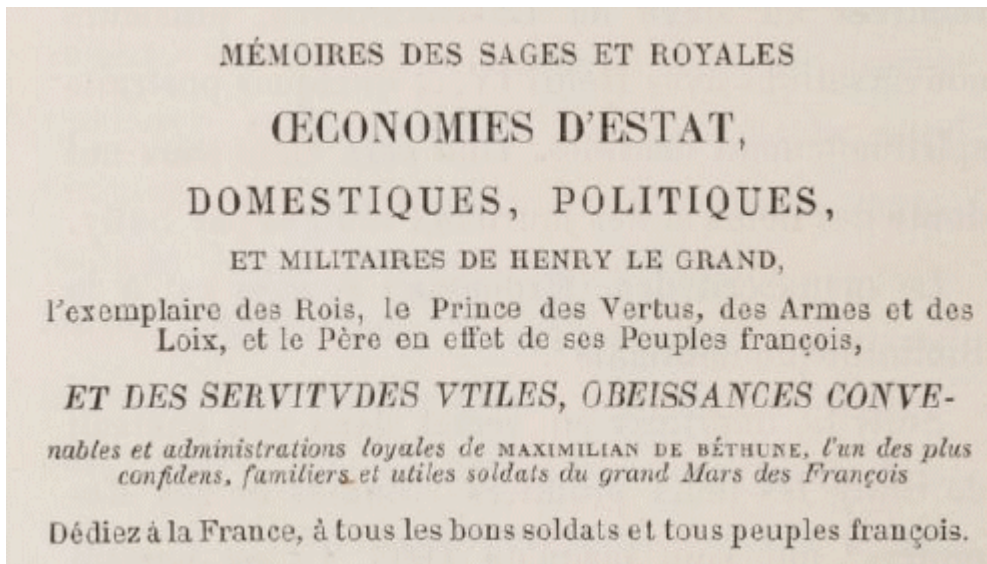 MÉMOIRES DES SAGES ET ROYALES
ŒCONOMIES D'ESTAT,
DOMESTIQUES, POLITIQUES,
ET MILITAIRES DE HENRY LE GRAND,
l'exemplaire des Rois, le Prince des Vertus, des Armes et des
Loix, et le Père en effet de ses Peuples françois,
ET DES SERVITVDES VTILES, OBEISSANCES CONVE-
nables et administrations loyales de MAXIMILIAN DE BÉTHUNE, l'un des plus
confidens, familiers et utiles soldats du grand Mars des François
Dédiez à la France, à tous les bons soldats et tous peuples françois.